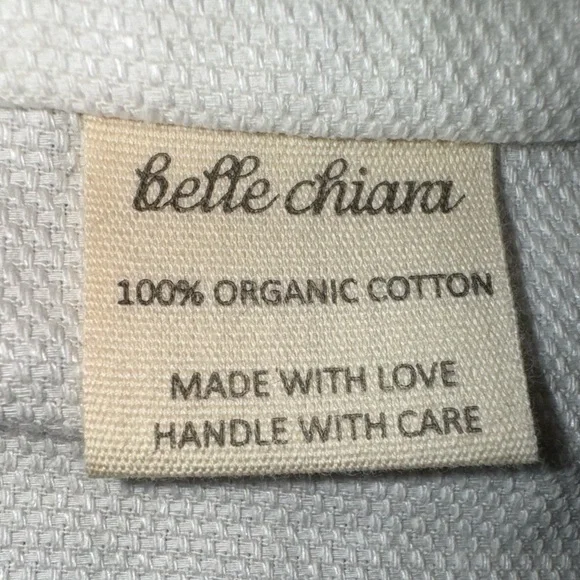 belle chiara
100% ORGANIC COTTON
MADE WITH LOVE
HANDLE WITH CARE